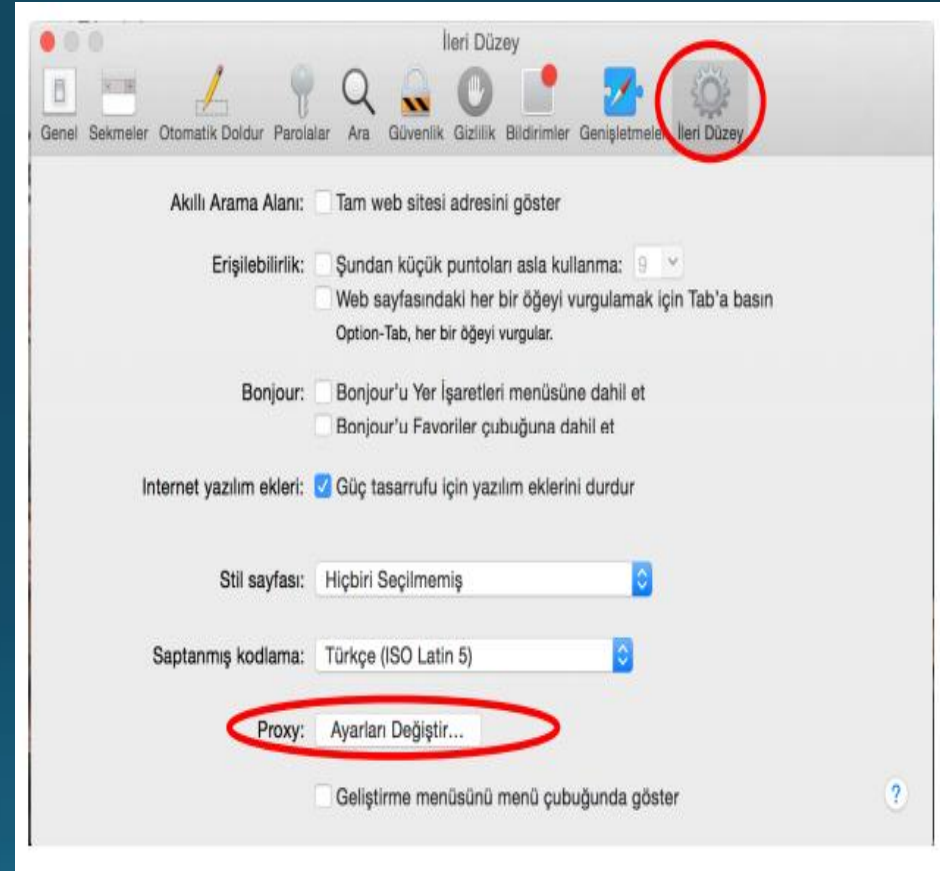 İleri Düzey
Genel Sekmeler Otomatik Doldur Parolalar Ara Güvenlik Gizlilik Bildirimler Genişletmeler İleri Düzey
Akıllı Arama Alanı: Tam web sitesi adresini göster
Erişilebilirlik: Şundan küçük puntoları asla kullanma: 9
Web sayfasındaki her bir öğeyi vurgulamak için Tab'a basın
Option-Tab, her bir öğeyi vurgular.
Bonjour: Bonjour'u Yer İşaretleri menüsüne dahil et
Bonjour'u Favoriler çubuğuna dahil et
Internet yazılım ekleri: Güç tasarrufu için yazılım eklerini durdur
Stil sayfası: Hiçbiri Seçilmemiş
Saptanmış kodlama: Türkçe (ISO Latin 5)
Proxy: Ayarları Değiştir...
Geliştirme menüsünü menü çubuğunda göster ?